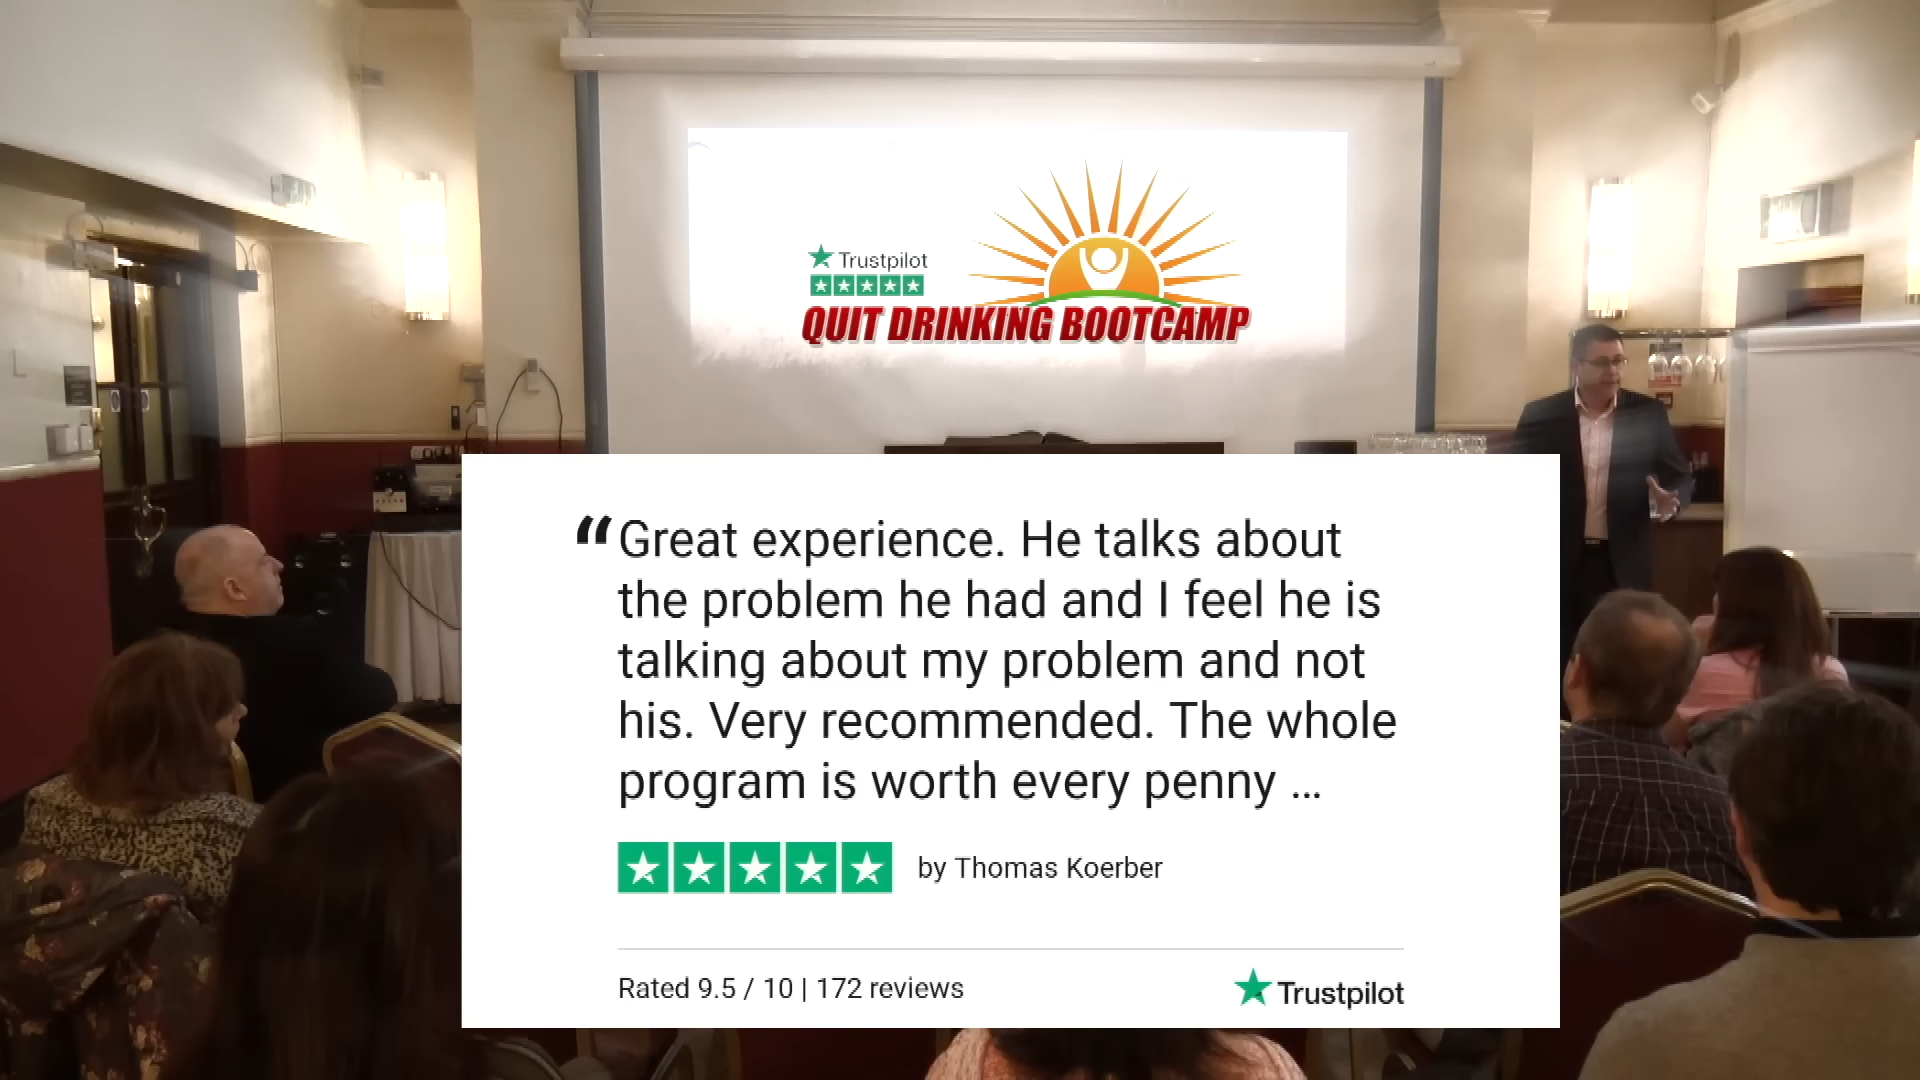 Trustpilot
QUIT DRINKING BOOTCAMP
“Great experience. He talks about
the problem he had and I feel he is
talking about my problem and not
his. Very recommended. The whole
program is worth every penny ...
by Thomas Koerber
Rated 9.5 / 10 | 172 reviews
Trustpilot